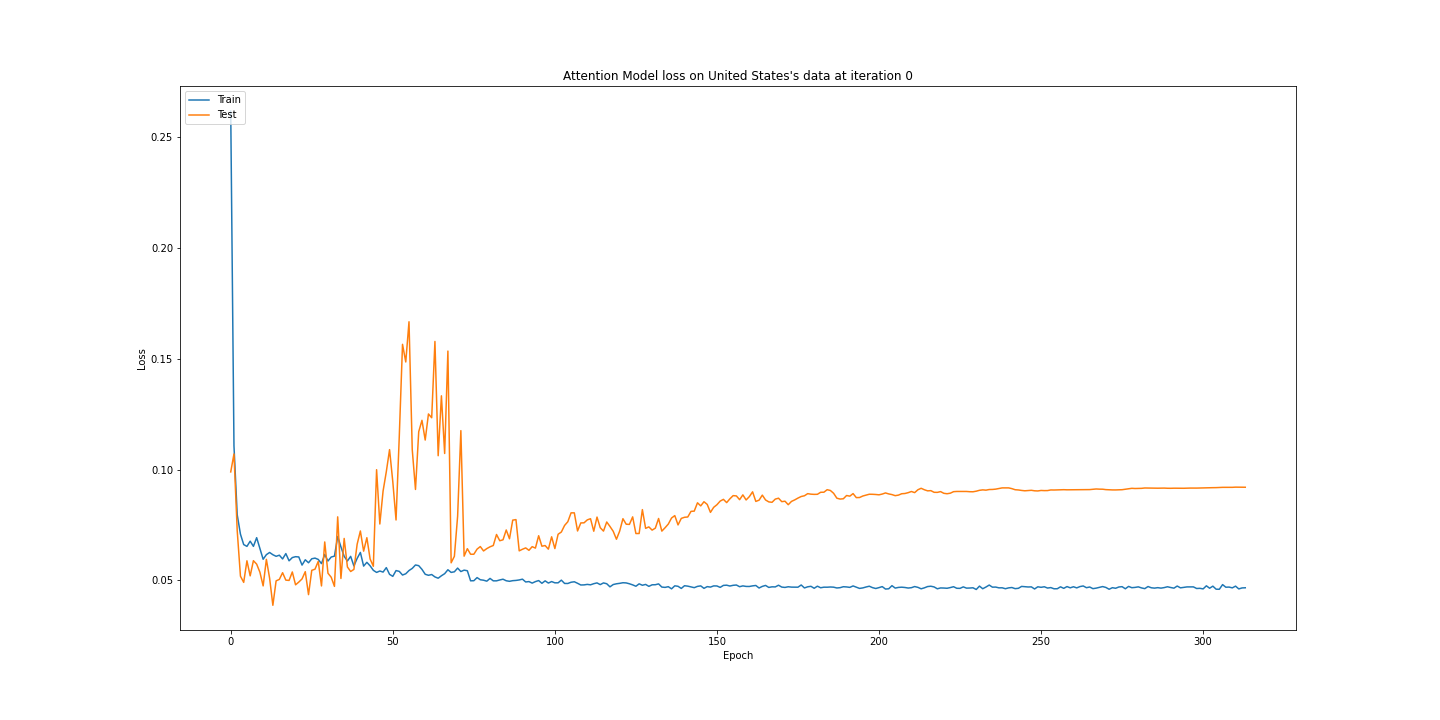 Attention Model loss on United States's data at iteration 0
Train
Test
0.25
0.20
0.15
0.10
0.05
Loss
0 50 100 150 200 250 300
Epoch